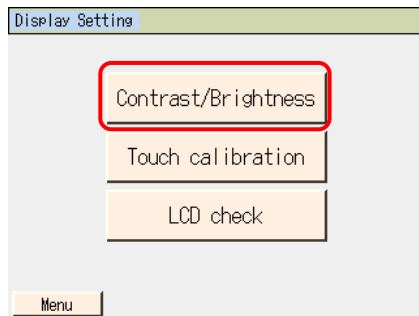 Display Setting
Contrast/Brightness
Touch calibration
LCD check
Menu